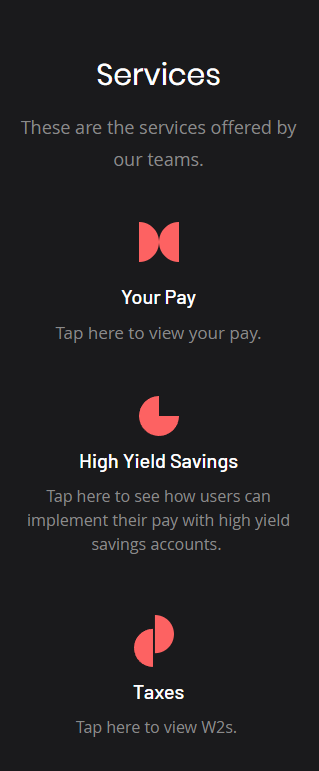 Services
These are the services offered by
our teams.
Your Pay
Tap here to view your pay.
High Yield Savings
Tap here to see how users can
implement their pay with high yield
savings accounts.
Taxes
Tap here to view W2s.